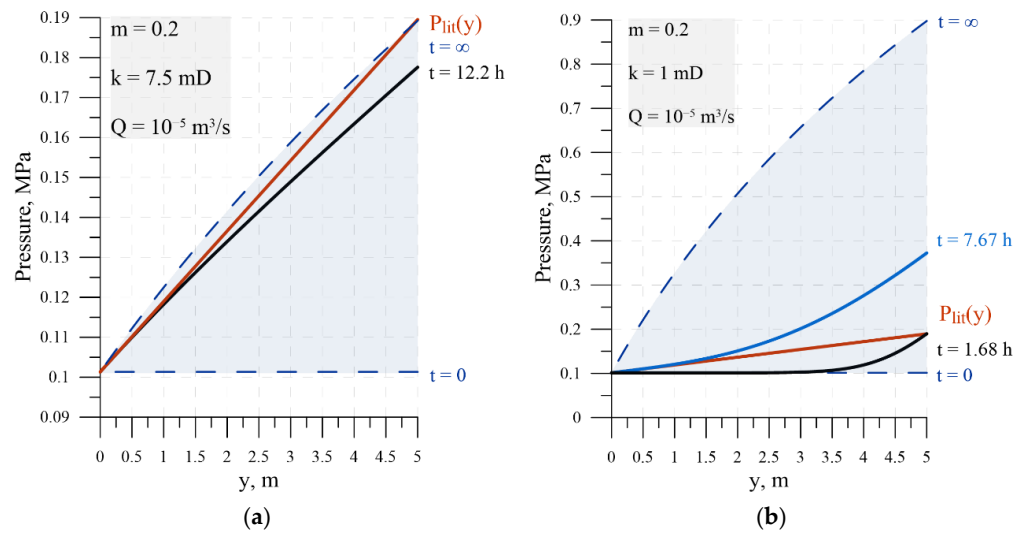 0.19
0.18
0.17
0.16
0.15
0.14
0.13
0.12
0.11
0.1
0.09
Pressure, MPa
m = 0.2
k = 7.5 mD
Q = 10⁻⁵ m³/s
Plit(y)
t = ∞
t = 12.2 h
t = 0
0 0.5 1 1.5 2 2.5 3 3.5 4 4.5 5
y, m
(a)
0.9
0.8
0.7
0.6
0.5
0.4
0.3
0.2
0.1
0
Pressure, MPa
m = 0.2
k = 1 mD
Q = 10⁻⁵ m³/s
t = ∞
t = 7.67 h
Plit(y)
t = 1.68 h
t = 0
0 0.5 1 1.5 2 2.5 3 3.5 4 4.5 5
y, m
(b)